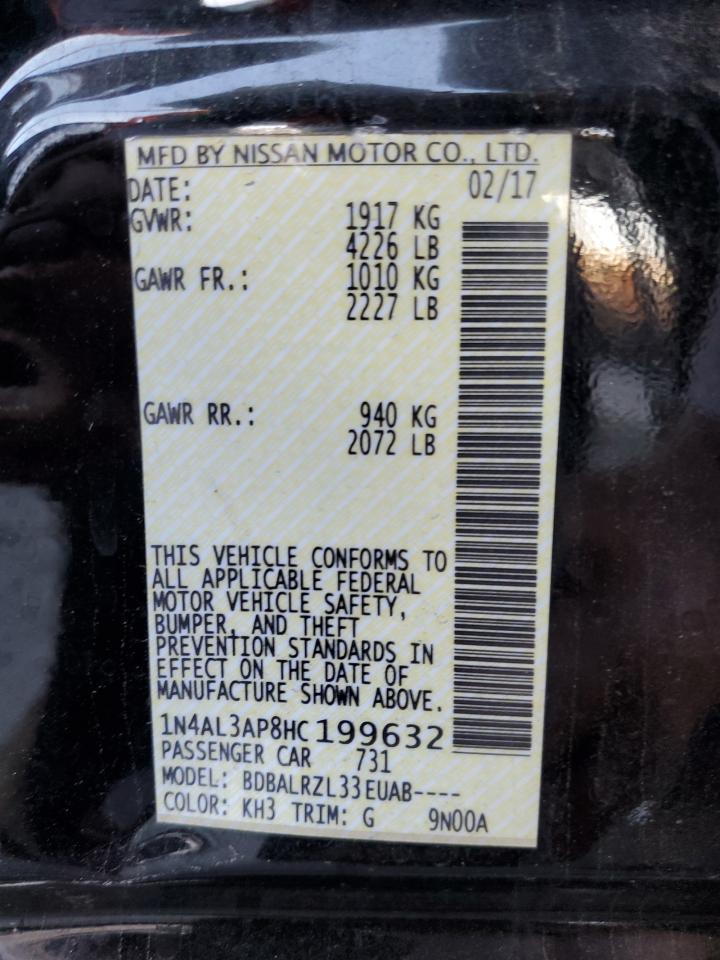 MFD BY NISSAN MOTOR CO., LTD.
DATE: 02/17
GVWR: 1917 KG
4226 LB
GAWR FR.: 1010 KG
2227 LB
GAWR RR.: 940 KG
2072 LB
THIS VEHICLE CONFORMS TO
ALL APPLICABLE FEDERAL
MOTOR VEHICLE SAFETY,
BUMPER, AND THEFT
PREVENTION STANDARDS IN
EFFECT ON THE DATE OF
MANUFACTURE SHOWN ABOVE.
1N4AL3AP8HC199632
PASSENGER CAR 731
MODEL: BDBALRZL33EUAB----
COLOR: KH3 TRIM: G 9N00A